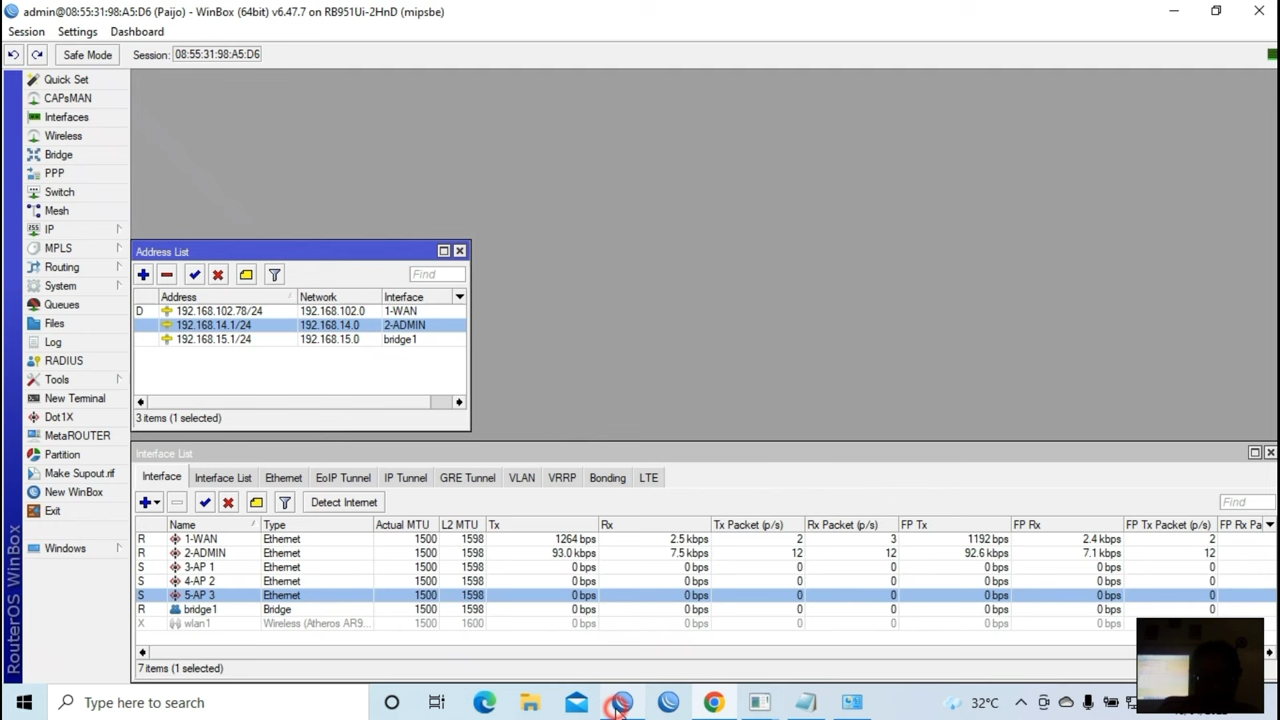 admin@08:55:31:98:A5:D6 (Paijo) - WinBox (64bit) v6.47.7 on RB951Ui-2HnD (mipsbe)
Session Settings Dashboard
Safe Mode Session: 08:55:31:98:A5:D6
Quick Set
CAPsMAN
Interfaces
Wireless
Bridge
PPP
Switch
Mesh
IP
MPLS
Routing
System
Queues
Files
Log
RADIUS
Tools
New Terminal
Dot1X
MetaROUTER
Partition
Make Supout.rif
New WinBox
Exit
Windows
RouterOS WinBox
Address List
Find
Address Network Interface
D 192.168.102.78/24 192.168.102.0 1-WAN
192.168.14.1/24 192.168.14.0 2-ADMIN
192.168.15.1/24 192.168.15.0 bridge1
3 items (1 selected)
Interface List
Interface Interface List Ethernet EoIP Tunnel IP Tunnel GRE Tunnel VLAN VRRP Bonding LTE
Detect Internet Find
Name Type Actual MTU L2 MTU Tx Rx Tx Packet (p/s) Rx Packet (p/s) FP Tx FP Rx FP Tx Packet (p/s) FP Rx Pa
R 1-WAN Ethernet 1500 1598 1264 bps 2.5 kbps 2 3 1192 bps 2.4 kbps 2
R 2-ADMIN Ethernet 1500 1598 93.0 kbps 7.5 kbps 12 12 92.6 kbps 7.1 kbps 12
S 3-AP 1 Ethernet 1500 1598 0 bps 0 bps 0 0 0 bps 0 bps 0
S 4-AP 2 Ethernet 1500 1598 0 bps 0 bps 0 0 0 bps 0 bps 0
S 5-AP 3 Ethernet 1500 1598 0 bps 0 bps 0 0 0 bps 0 bps 0
R bridge1 Bridge 1500 1598 0 bps 0 bps 0 0 0 bps 0 bps 0
X wlan1 Wireless (Atheros AR9... 1500 1600 0 bps 0 bps 0 0 0 bps 0 bps 0
7 items (1 selected)
Type here to search
32°C